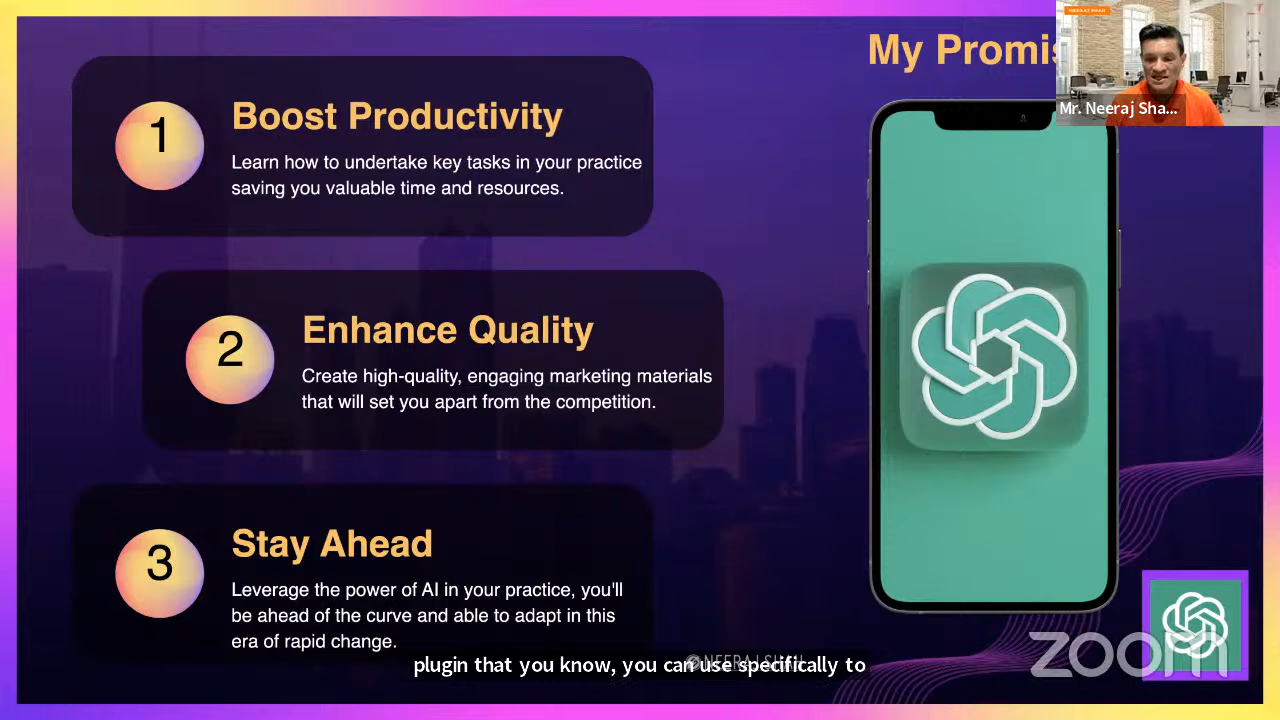 My Promis
NEERAJ SHAH
Mr. Neeraj Sha...
1
Boost Productivity
Learn how to undertake key tasks in your practice
saving you valuable time and resources.
2
Enhance Quality
Create high-quality, engaging marketing materials
that will set you apart from the competition.
3
Stay Ahead
Leverage the power of AI in your practice, you'll
be ahead of the curve and able to adapt in this
era of rapid change.
@NEERAJSHAH
plugin that you know, you can use specifically to
zoom